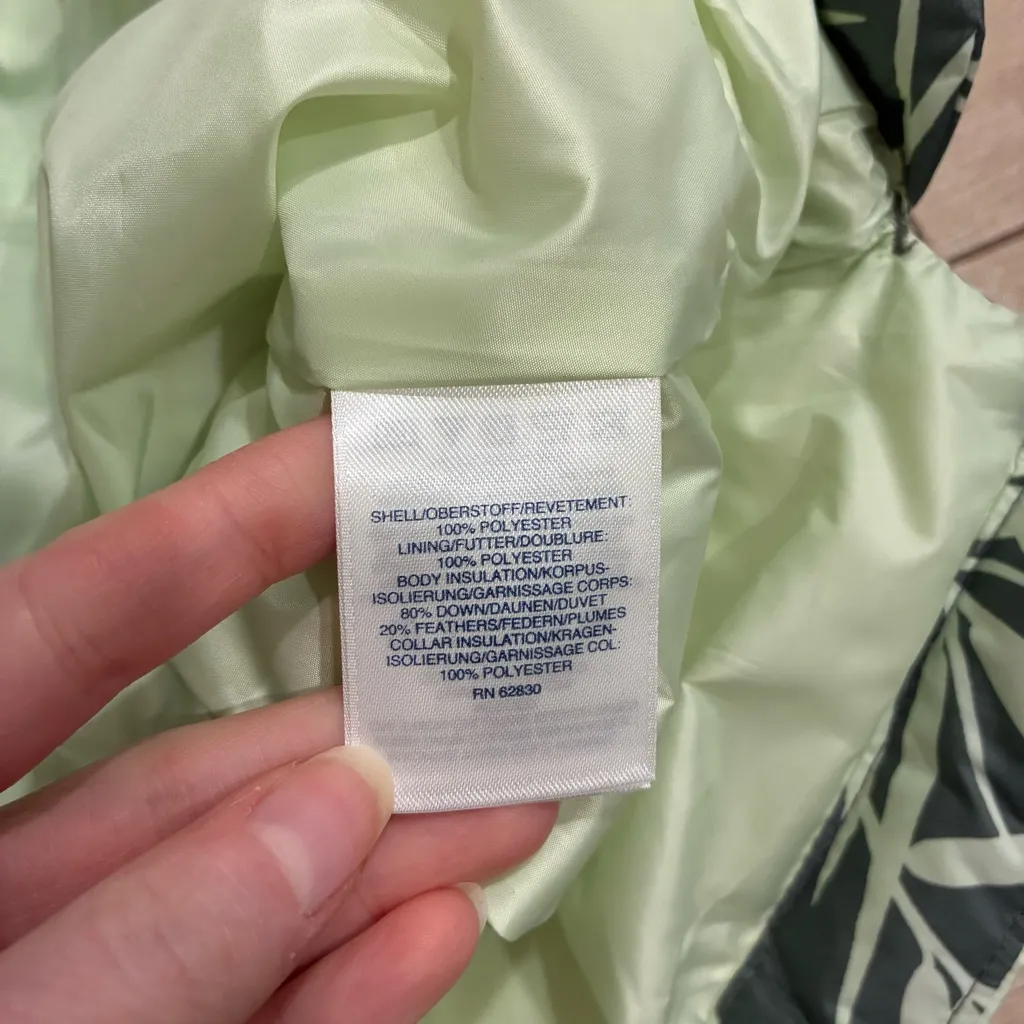 SHELL/OBERSTOFF/REVETEMENT:
100% POLYESTER
LINING/FUTTER/DOUBLURE:
100% POLYESTER
BODY INSULATION/KORPUS-
ISOLIERUNG/GARNISSAGE CORPS:
80% DOWN/DAUNEN/DUVET
20% FEATHERS/FEDERN/PLUMES
COLLAR INSULATION/KRAGEN-
ISOLIERUNG/GARNISSAGE COL:
100% POLYESTER
RN 62830